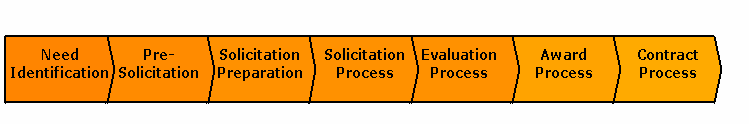 Need
Identification
Pre-
Solicitation
Solicitation
Preparation
Solicitation
Process
Evaluation
Process
Award
Process
Contract
Process